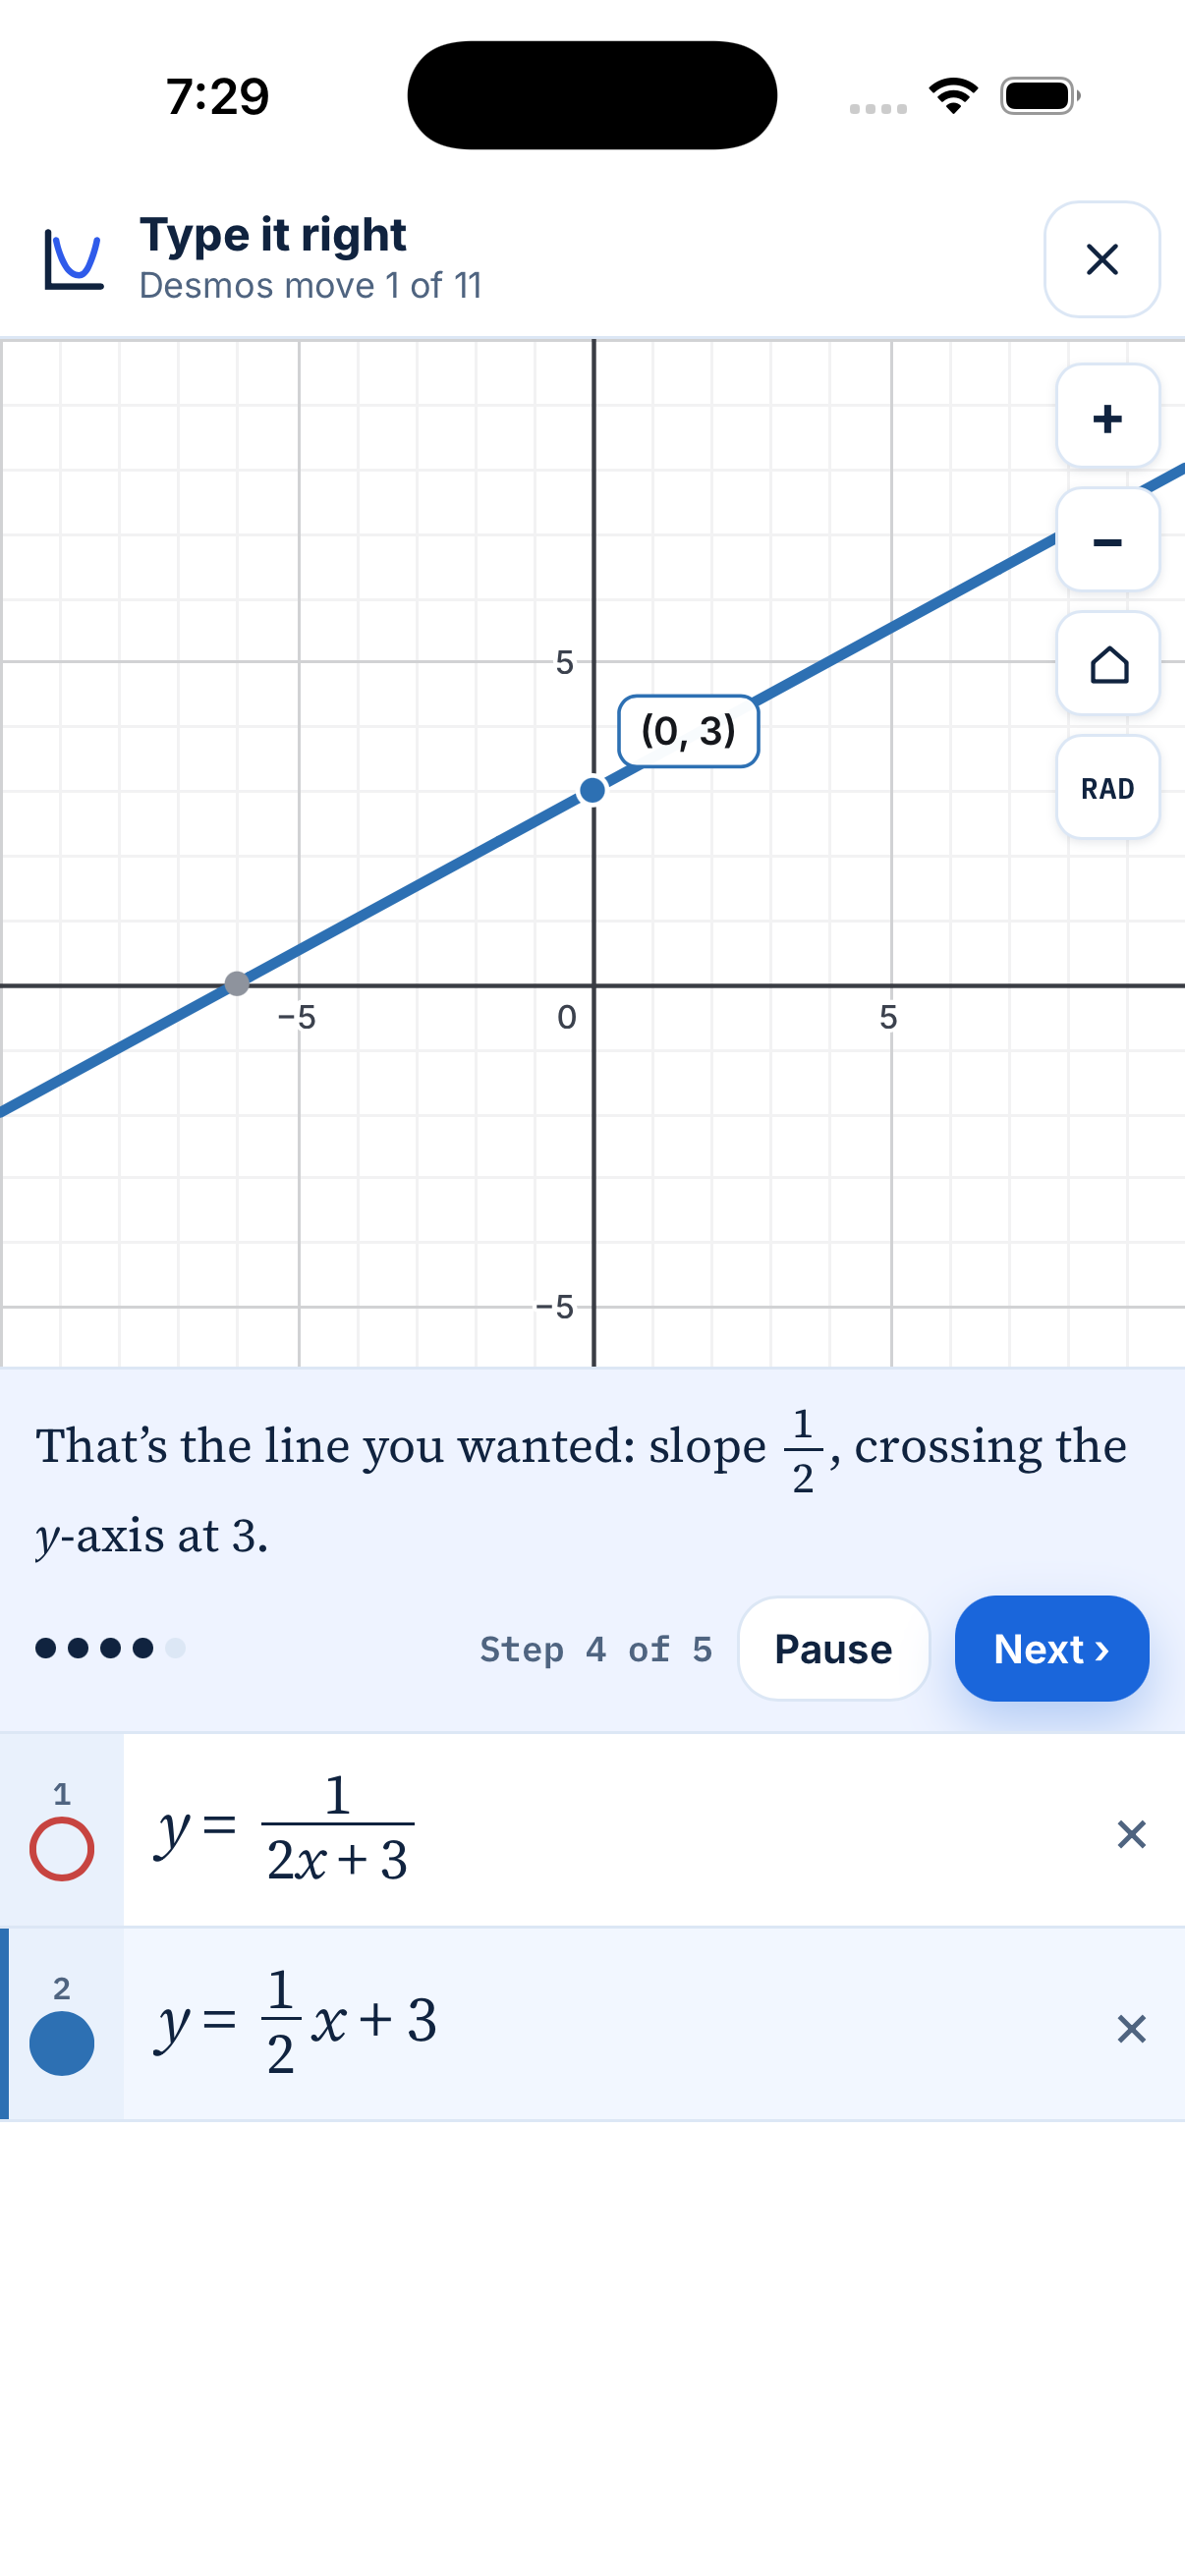 7:29
Type it right
Desmos move 1 of 11
+
−
RAD
5
(0, 3)
−5
0
5
−5
That’s the line you wanted: slope 1/2, crossing the
y-axis at 3.
Step 4 of 5
Pause
Next ›
1
y = 1/(2x + 3)
2
y = 1/2 x + 3